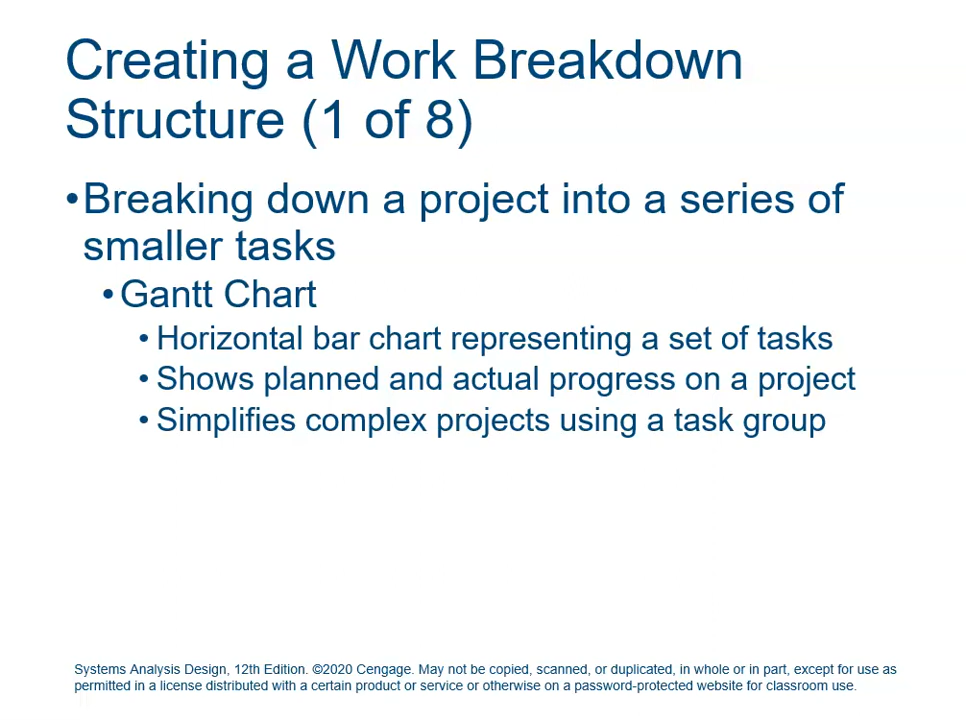 Creating a Work Breakdown
Structure (1 of 8)
•Breaking down a project into a series of
smaller tasks
•Gantt Chart
•Horizontal bar chart representing a set of tasks
•Shows planned and actual progress on a project
•Simplifies complex projects using a task group
Systems Analysis Design, 12th Edition. ©2020 Cengage. May not be copied, scanned, or duplicated, in whole or in part, except for use as
permitted in a license distributed with a certain product or service or otherwise on a password-protected website for classroom use.